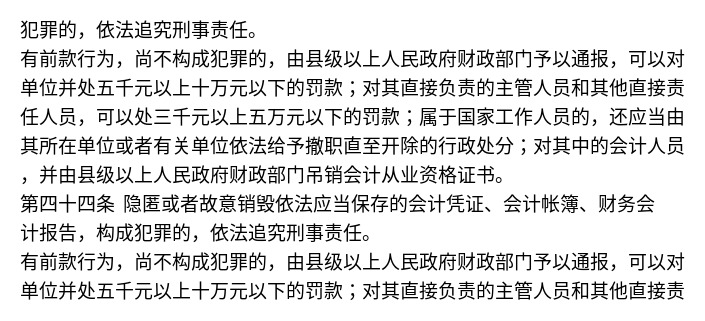 犯罪的，依法追究刑事责任。
有前款行为，尚不构成犯罪的，由县级以上人民政府财政部门予以通报，可以对
单位并处五千元以上十万元以下的罚款；对其直接负责的主管人员和其他直接责
任人员，可以处三千元以上五万元以下的罚款；属于国家工作人员的，还应当由
其所在单位或者有关单位依法给予撤职直至开除的行政处分；对其中的会计人员
，并由县级以上人民政府财政部门吊销会计从业资格证书。
第四十四条 隐匿或者故意销毁依法应当保存的会计凭证、会计帐簿、财务会
计报告，构成犯罪的，依法追究刑事责任。
有前款行为，尚不构成犯罪的，由县级以上人民政府财政部门予以通报，可以对
单位并处五千元以上十万元以下的罚款；对其直接负责的主管人员和其他直接责